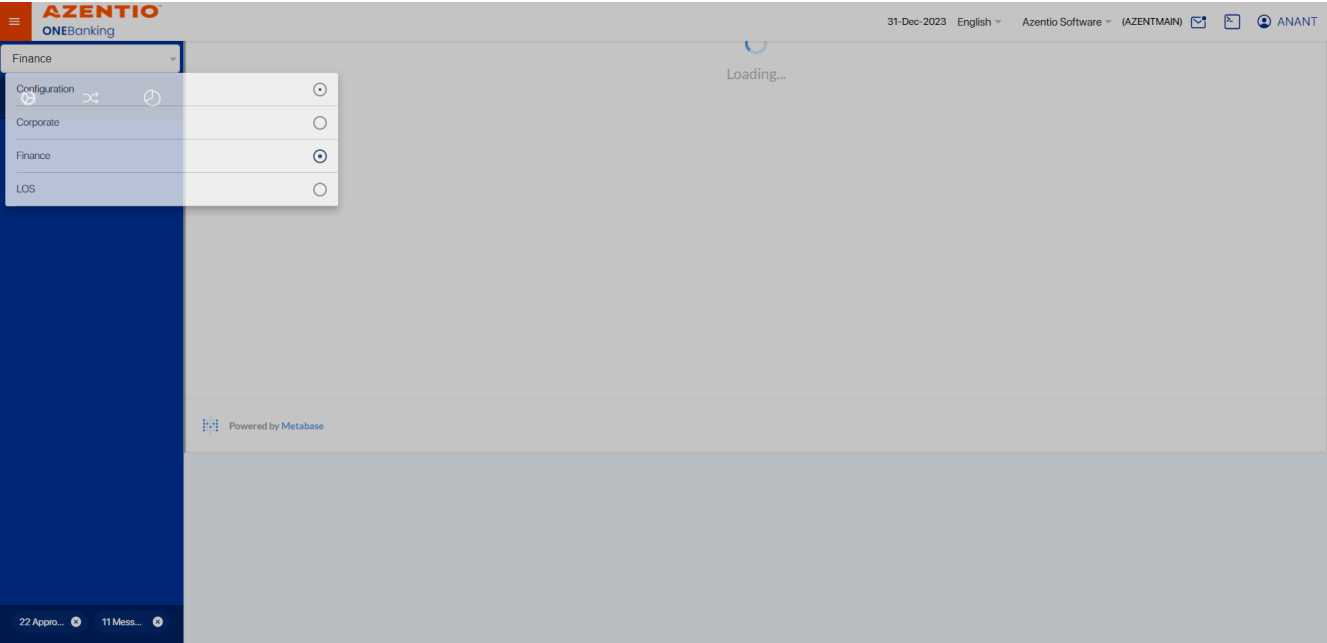 AZENTIO
ONEBanking
31-Dec-2023 English Azentio Software (AZENTMAIN) ANANT
Finance
Loading...
Configuration
Corporate
Finance
LOS
Powered by Metabase
22 Appro... 11 Mess...